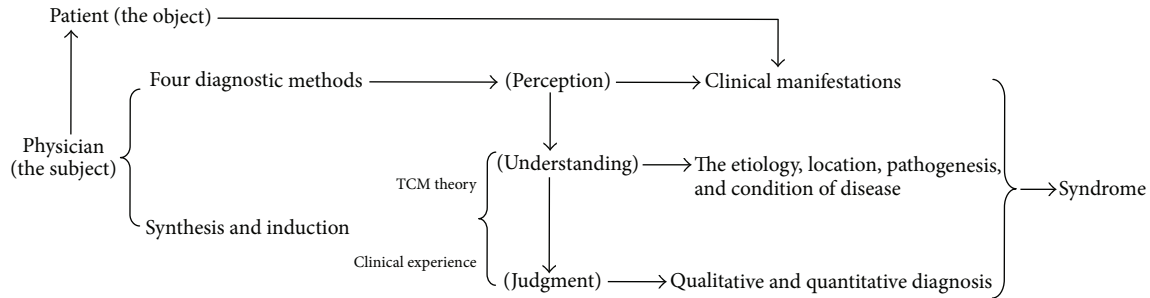 Patient (the object)
Four diagnostic methods
(Perception)
Clinical manifestations
Physician
(the subject)
(Understanding)
The etiology, location, pathogenesis,
and condition of disease
TCM theory
Syndrome
Synthesis and induction
Clinical experience
(Judgment)
Qualitative and quantitative diagnosis